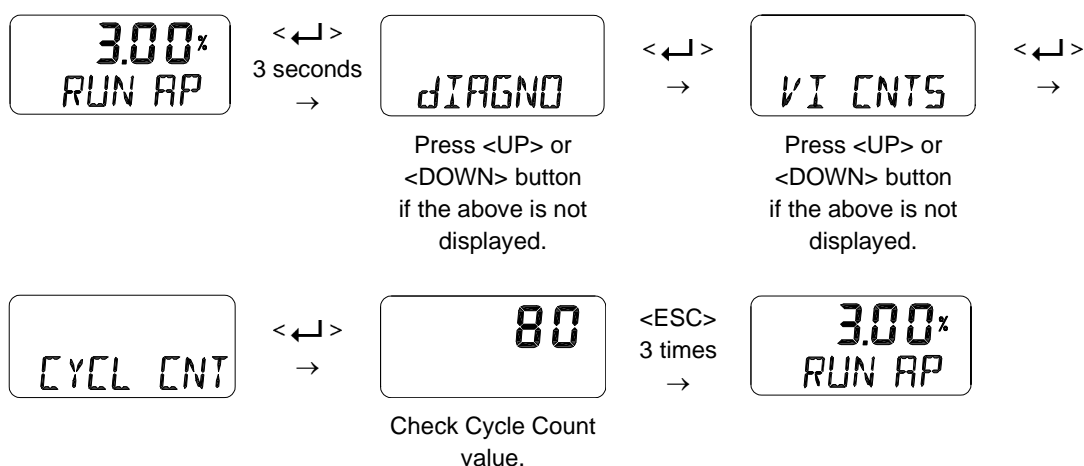 3.00%
RUN AP
< ↵ >
3 seconds
→
dIAGNO
Press <UP> or
<DOWN> button
if the above is not
displayed.
< ↵ >
→
VI CNTS
Press <UP> or
<DOWN> button
if the above is not
displayed.
< ↵ >
→
CYCL CNT
< ↵ >
→
80
Check Cycle Count
value.
<ESC>
3 times
→
3.00%
RUN AP